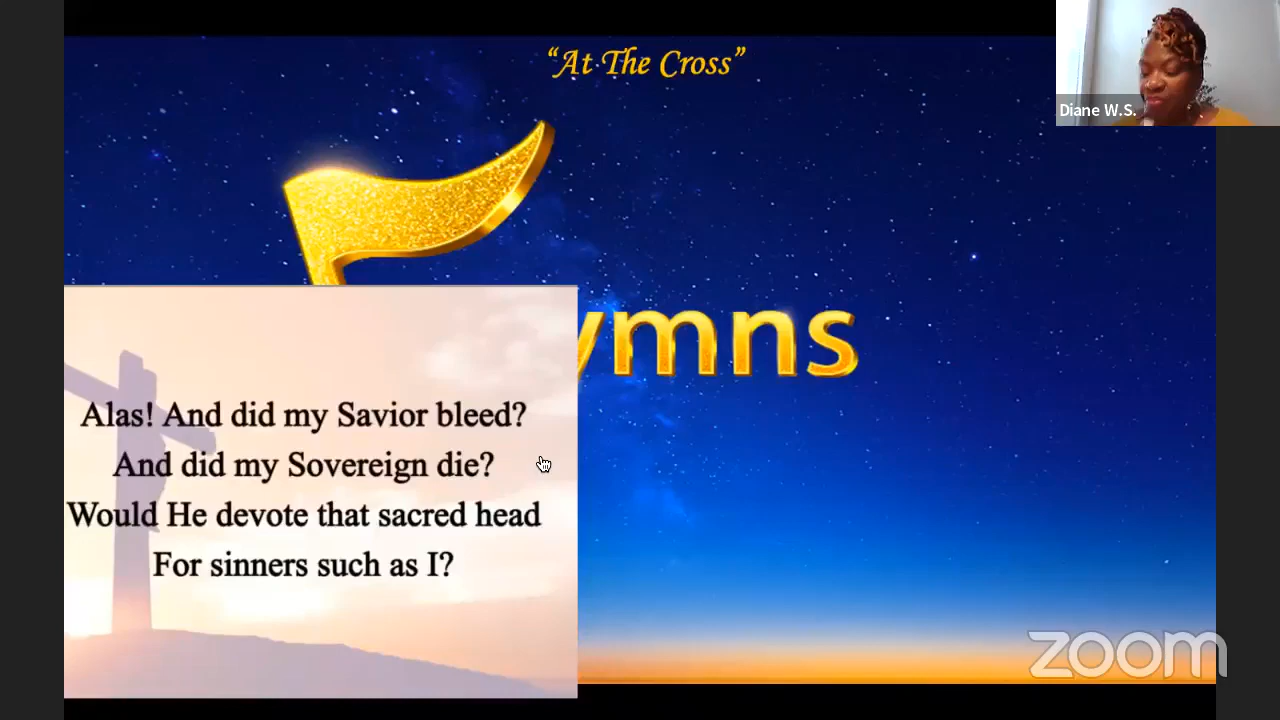 “At The Cross”
Diane W.S.
ymns
Alas! And did my Savior bleed?
And did my Sovereign die?
Would He devote that sacred head
For sinners such as I?
zoom